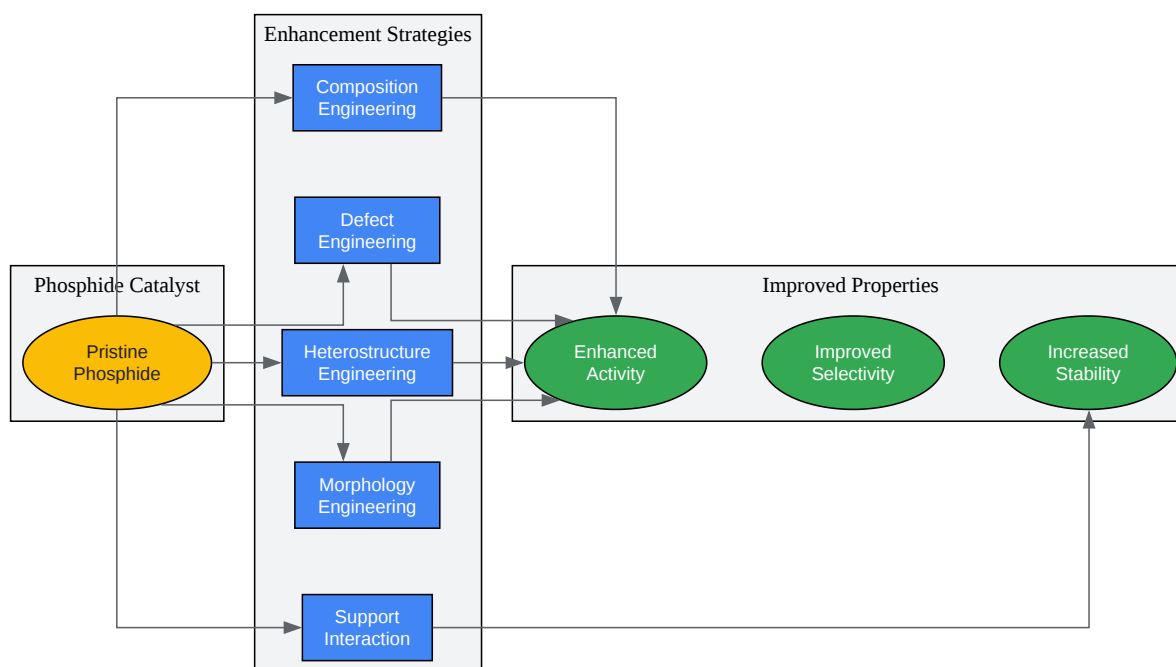 Enhancement Strategies
Composition
Engineering
Defect
Engineering
Phosphide Catalyst
Improved Properties
Pristine
Phosphide
Heterostructure
Engineering
Enhanced
Activity
Improved
Selectivity
Increased
Stability
Morphology
Engineering
Support
Interaction